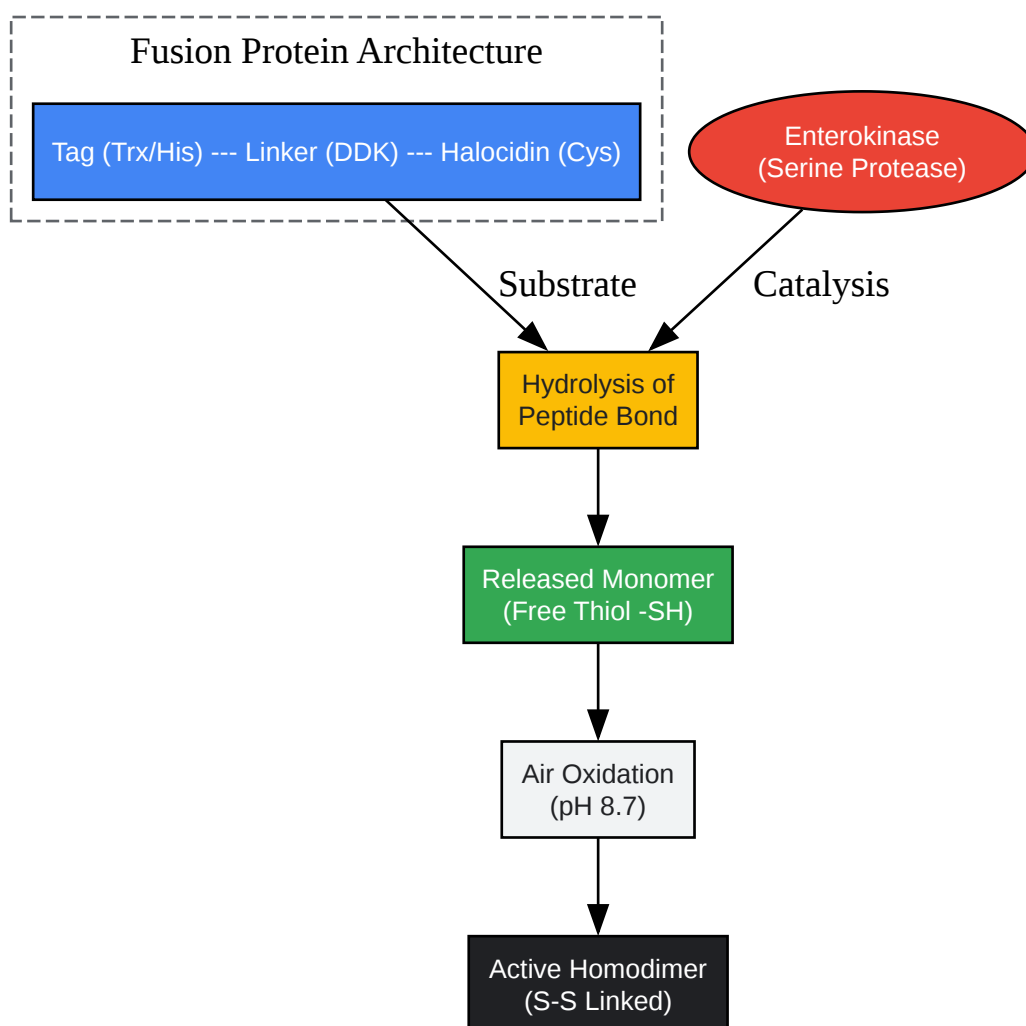 Fusion Protein Architecture
Tag (Trx/His) --- Linker (DDK) --- Halocidin (Cys)
Enterokinase
(Serine Protease)
Substrate
Catalysis
Hydrolysis of
Peptide Bond
Released Monomer
(Free Thiol -SH)
Air Oxidation
(pH 8.7)
Active Homodimer
(S-S Linked)